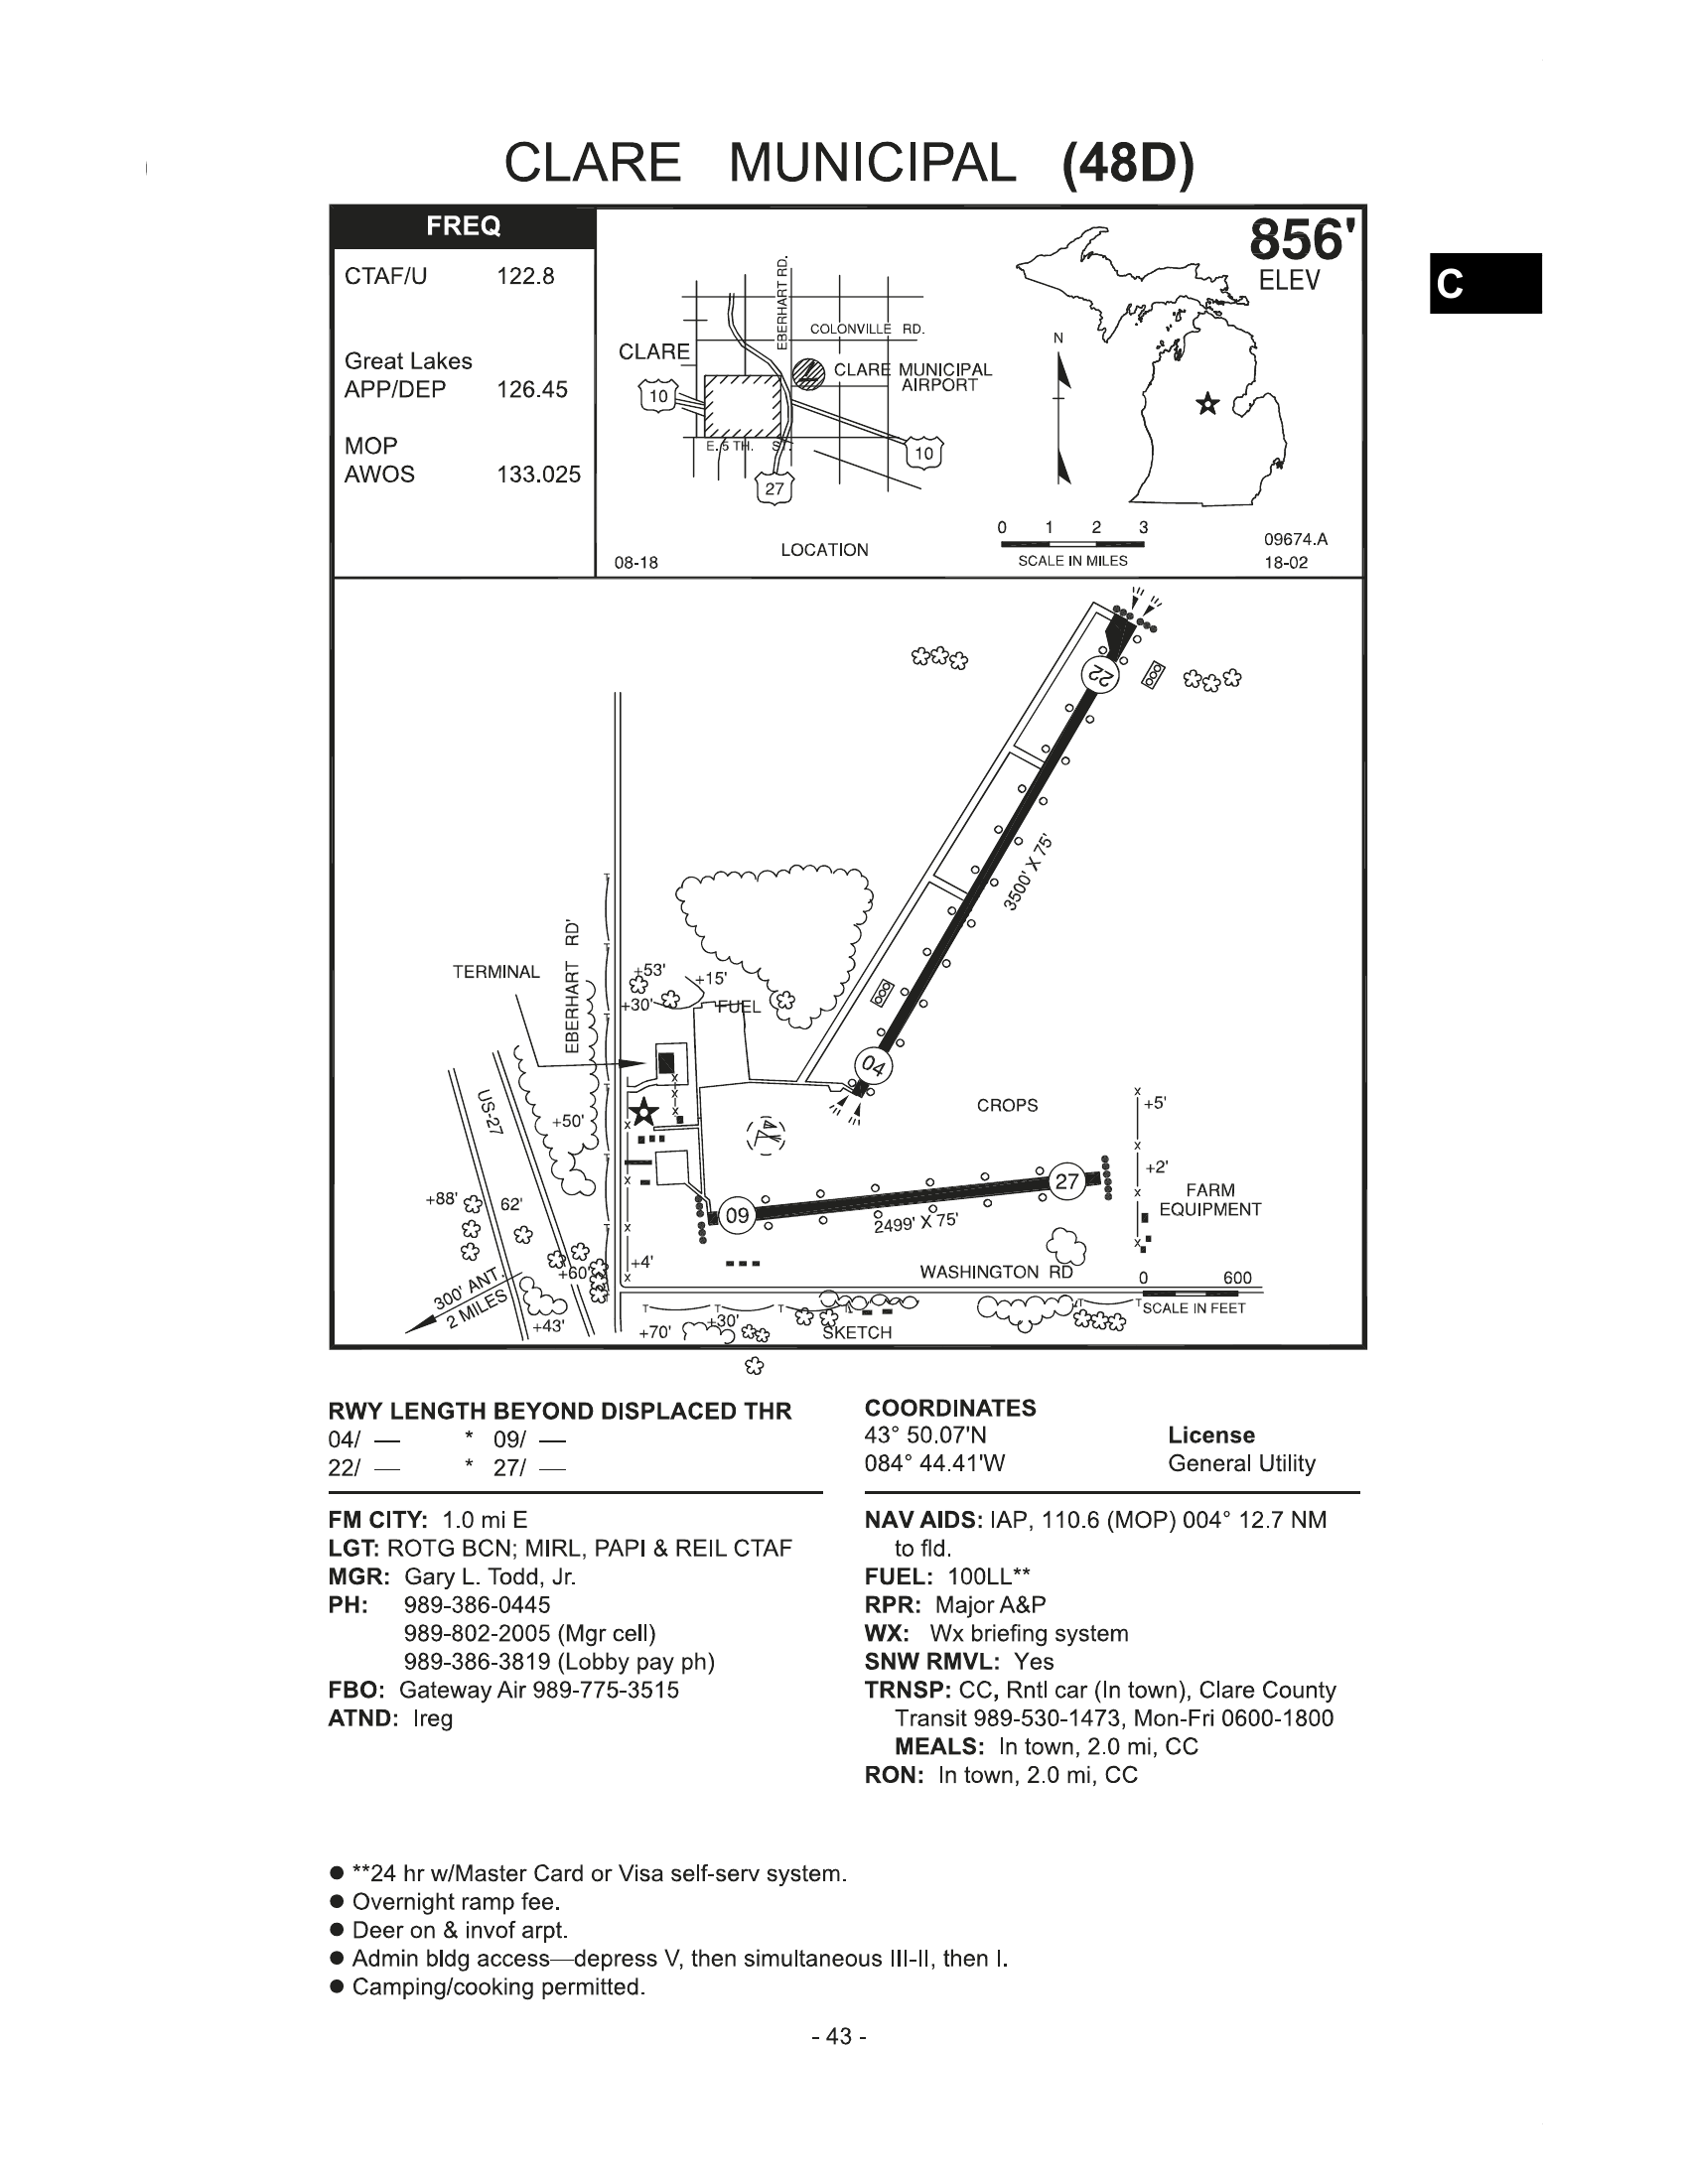 CLARE MUNICIPAL (48D)
FREQ
CTAF/U 122.8
Great Lakes
APP/DEP 126.45
MOP
AWOS 133.025
856'
ELEV
C
EBERHART RD.
COLONVILLE RD.
CLARE
CLARE MUNICIPAL
AIRPORT
10
E. 5 TH. ST.
10
27
N
LOCATION
08-18
0 1 2 3
SCALE IN MILES
09674.A
18-02
22
3500' X 75'
EBERHART RD'
TERMINAL
+53'
+15'
+30'
FUEL
04
US-27
+50'
CROPS
+5'
+2'
27
FARM
EQUIPMENT
+88'
62'
09
2499' X 75'
+4'
+60'
WASHINGTON RD
0 600
SCALE IN FEET
300' ANT.
2 MILES
+43'
+70'
+30'
SKETCH
RWY LENGTH BEYOND DISPLACED THR
04/ — * 09/ —
22/ — * 27/ —
COORDINATES
43° 50.07'N
084° 44.41'W
License
General Utility
FM CITY: 1.0 mi E
LGT: ROTG BCN; MIRL, PAPI & REIL CTAF
MGR: Gary L. Todd, Jr.
PH: 989-386-0445
989-802-2005 (Mgr cell)
989-386-3819 (Lobby pay ph)
FBO: Gateway Air 989-775-3515
ATND: Ireg
NAV AIDS: IAP, 110.6 (MOP) 004° 12.7 NM
to fld.
FUEL: 100LL**
RPR: Major A&P
WX: Wx briefing system
SNW RMVL: Yes
TRNSP: CC, Rntl car (In town), Clare County
Transit 989-530-1473, Mon-Fri 0600-1800
MEALS: In town, 2.0 mi, CC
RON: In town, 2.0 mi, CC
● **24 hr w/Master Card or Visa self-serv system.
● Overnight ramp fee.
● Deer on & invof arpt.
● Admin bldg access—depress V, then simultaneous III-II, then I.
● Camping/cooking permitted.
- 43 -